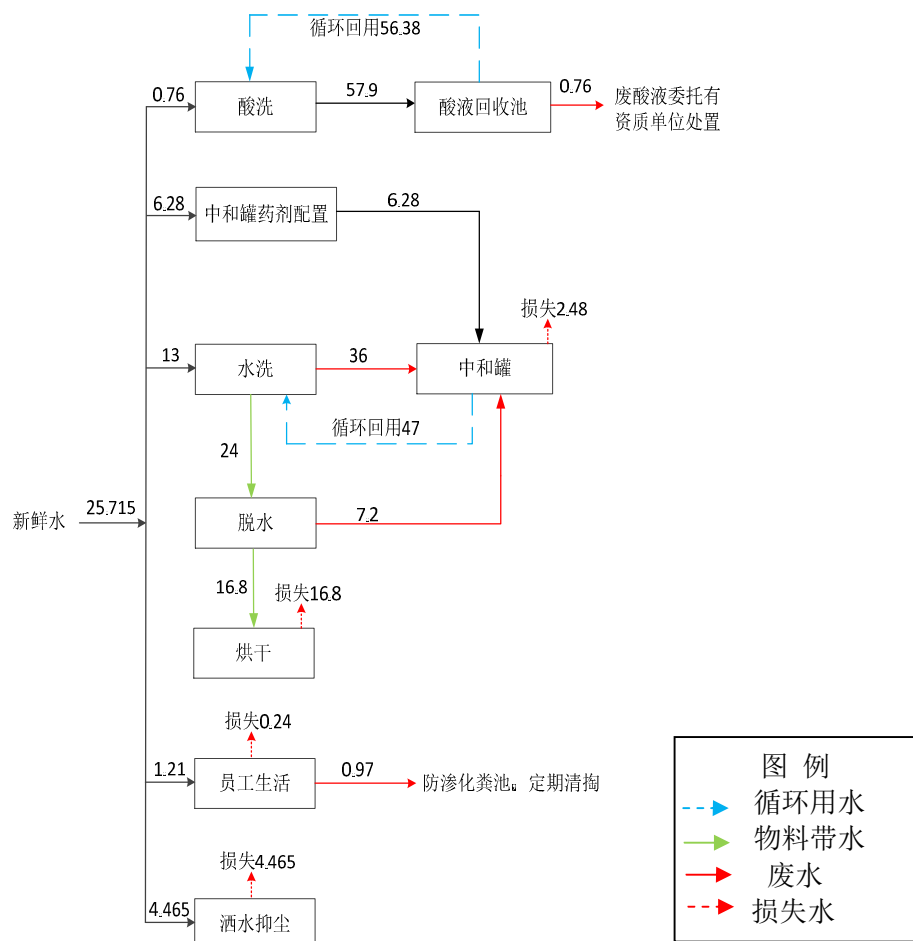 循环回用56.38
0.76
酸洗
57.9
酸液回收池
0.76
废酸液委托有
资质单位处置
6.28
中和罐药剂配置
6.28
损失2.48
13
水洗
36
中和罐
循环回用47
24
新鲜水
25.715
脱水
7.2
16.8
损失16.8
烘干
损失0.24
1.21
员工生活
0.97
防渗化粪池。定期清掏
损失4.465
4.465
洒水抑尘
图 例
循环用水
物料带水
废水
损失水